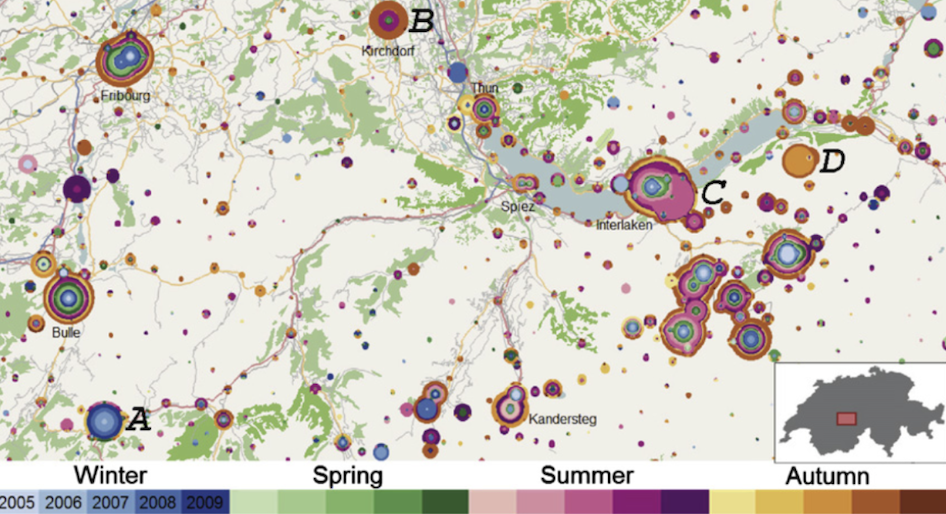 B
Kirchdorf
Fribourg
Thun
D
C
Spiez
Interlaken
Bulle
A
Kandersteg
Winter Spring Summer Autumn
2005 2006 2007 2008 2009